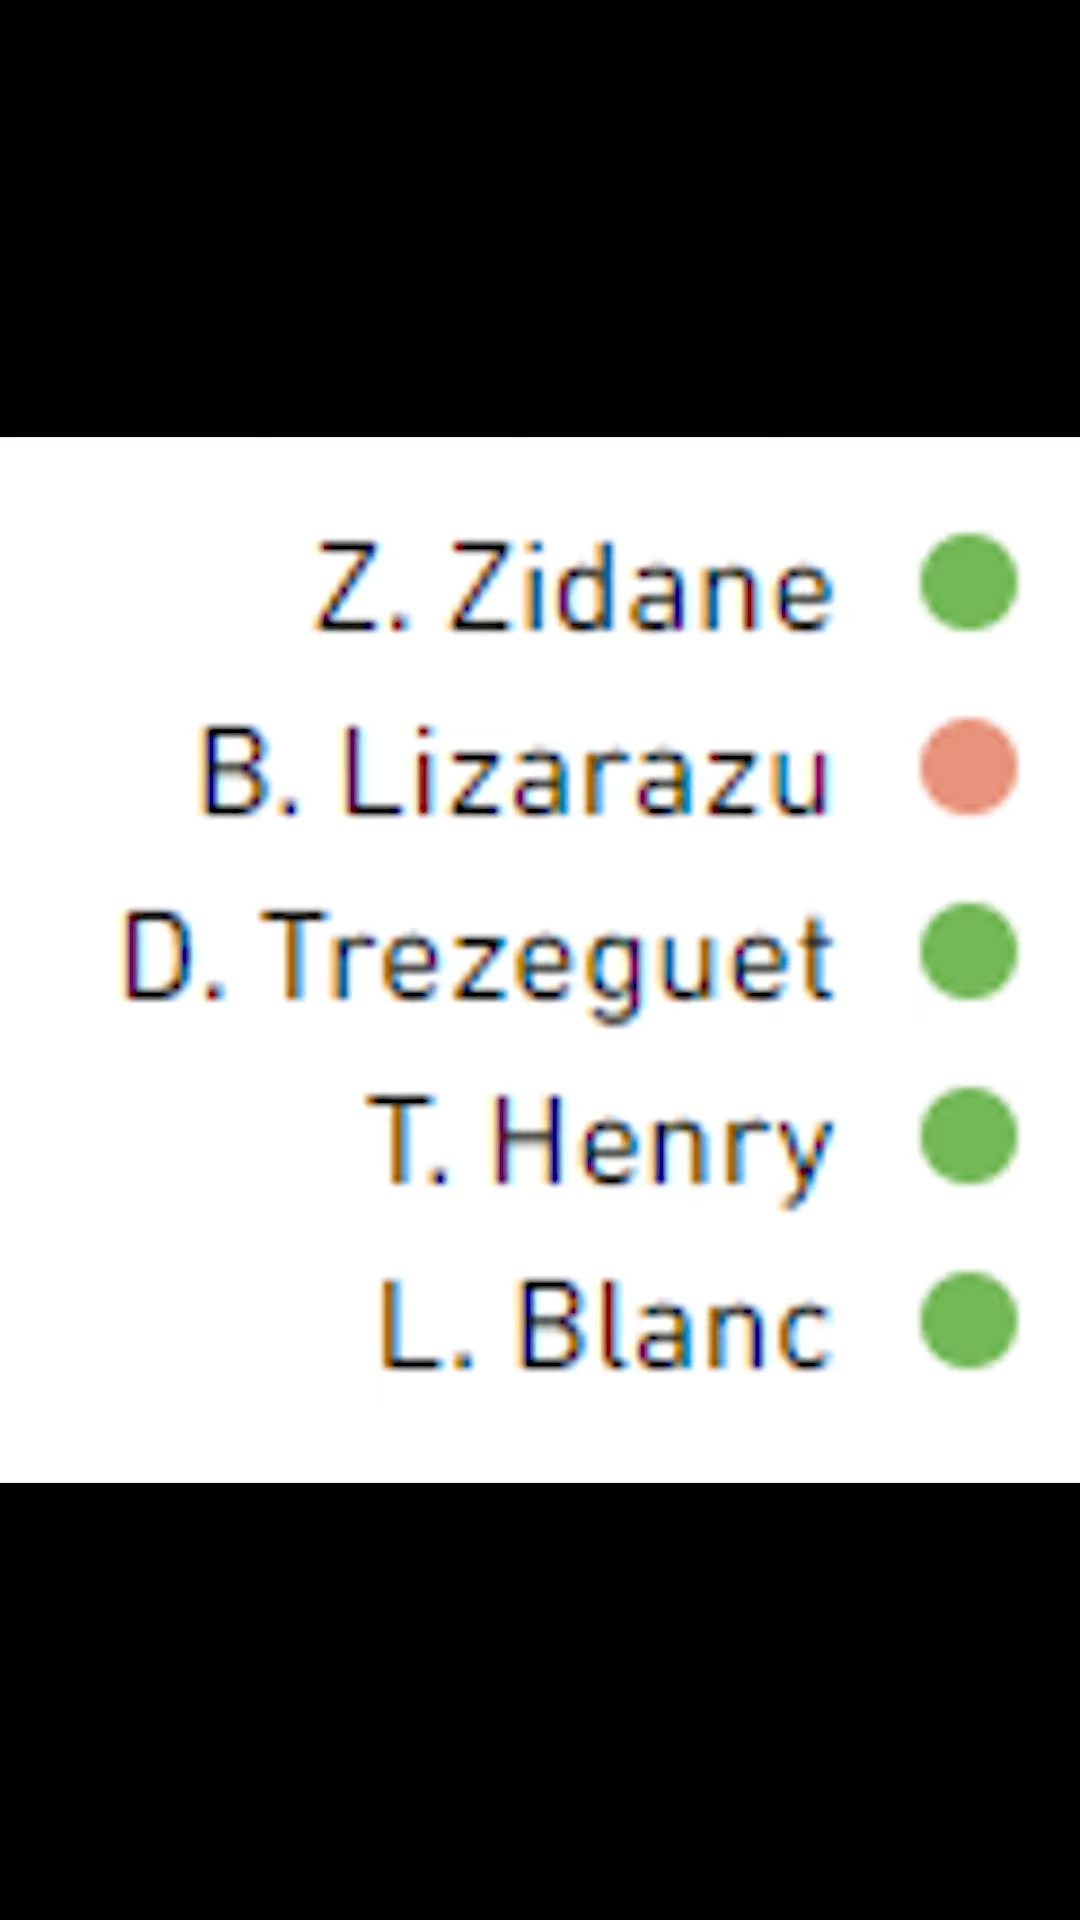 Z. Zidane
B. Lizarazu
D. Trezeguet
T. Henry
L. Blanc